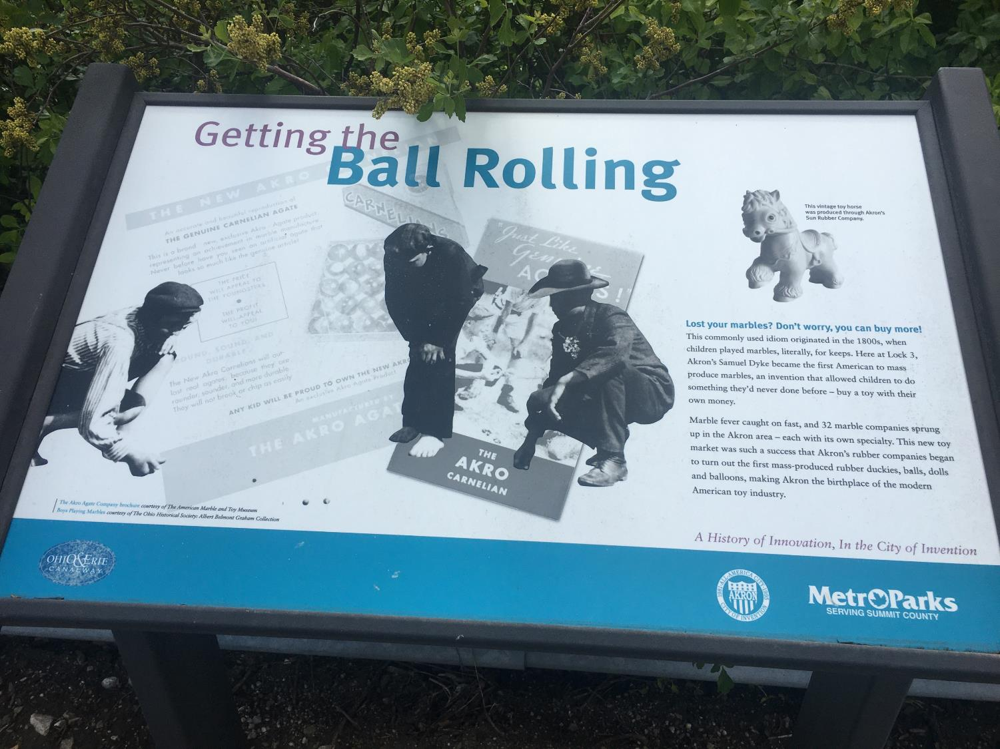 Getting the
Ball Rolling
THE NEW AKRO
An accurate and beautiful reproduction of
THE GENUINE CARNELIAN AGATE
This is a brand new, exclusive Akro Agate product,
representing an achievement in marble manufacture.
Never before have you seen an artificial agate that
looks so much like the genuine article!
THE PRICE
WILL APPEAL TO
THE YOUNGSTERS
THE PROFIT
WILL APPEAL
TO YOU!
ROUND, SOUND, AND
DURABLE
The New Akro Carnelians will out-
last real agates, because they are
rounder, sounder, and more durable.
They will not break or chip as easily
ANY KID WILL BE PROUD TO OWN THE NEW AKRO
An exclusive Akro Agate Product
MANUFACTURED BY
THE AKRO AGATE
CARNELIANS
"Just Like
THE
AKRO
CARNELIAN
This vintage toy horse
was produced through Akron's
Sun Rubber Company.
Lost your marbles? Don't worry, you can buy more!
This commonly used idiom originated in the 1800s, when
children played marbles, literally, for keeps. Here at Lock 3,
Akron's Samuel Dyke became the first American to mass
produce marbles, an invention that allowed children to do
something they'd never done before – buy a toy with their
own money.
Marble fever caught on fast, and 32 marble companies sprung
up in the Akron area – each with its own specialty. This new toy
market was such a success that Akron's rubber companies began
to turn out the first mass-produced rubber duckies, balls, dolls
and balloons, making Akron the birthplace of the modern
American toy industry.
The Akro Agate Company brochure courtesy of The American Marble and Toy Museum
Boys Playing Marbles courtesy of The Ohio Historical Society: Albert Belmont Graham Collection
A History of Innovation, In the City of Invention
OHIO & ERIE
CANALWAY
ALL-AMERICA CITY
1981
1995
AKRON
CITY OF INVENTION
MetroParks
SERVING SUMMIT COUNTY